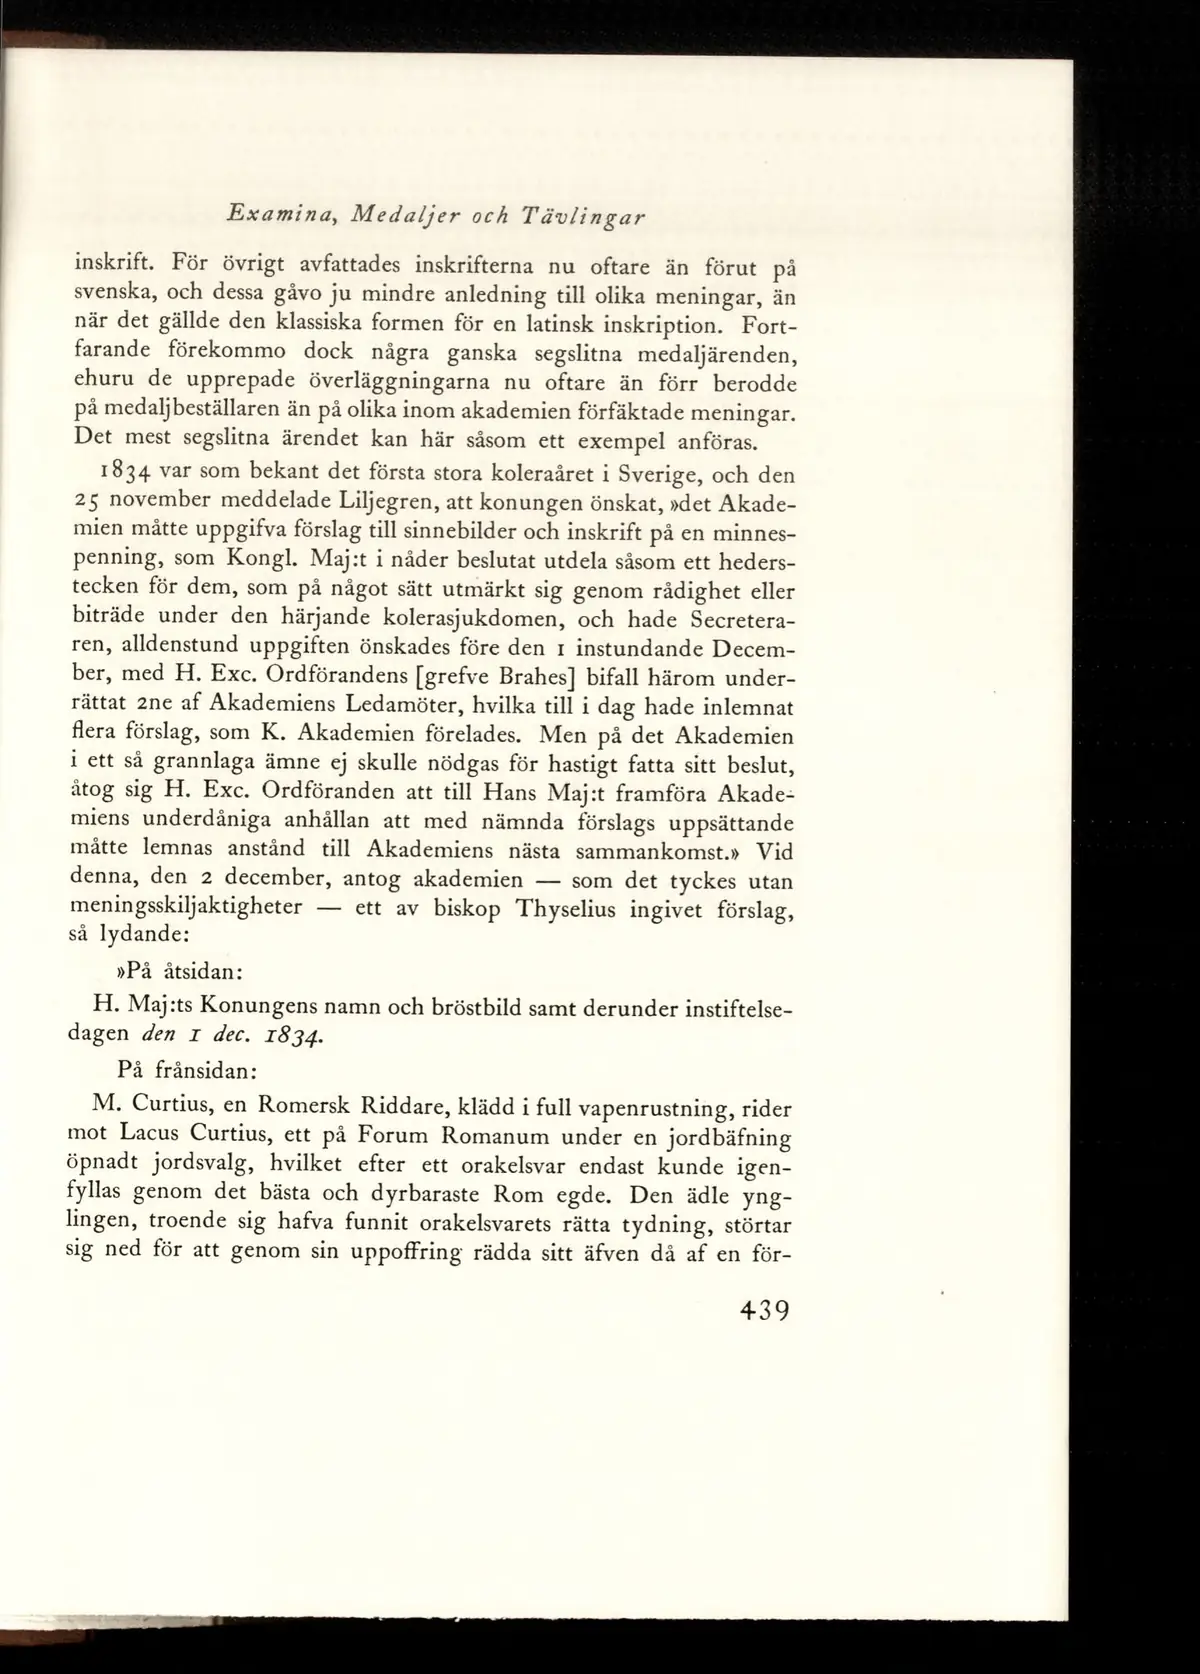 Examina, Medaljer och Tävlingar
inskrift. För övrigt avfattades inskrifterna nu oftare än förut på
svenska, och dessa gåvo ju mindre anledning till olika meningar, än
när det gällde den klassiska formen för en latinsk inskription. Fort-
farande förekommo dock några ganska segslitna medaljärenden,
ehuru de upprepade överläggningarna nu oftare än förr berodde
på medaljbeställaren än på olika inom akademien förfäktade meningar.
Det mest segslitna ärendet kan här såsom ett exempel anföras.
1834 var som bekant det första stora koleraåret i Sverige, och den
25 november meddelade Liljegren, att konungen önskat, »det Akade-
mien måtte uppgifva förslag till sinnebilder och inskrift på en minnes-
penning, som Kongl. Maj:t i nåder beslutat utdela såsom ett heders-
tecken för dem, som på något sätt utmärkt sig genom rådighet eller
biträde under den härjande kolerasjukdomen, och hade Secretera-
ren, alldenstund uppgiften önskades före den 1 instundande Decem-
ber, med H. Exc. Ordförandens [grefve Brahes] bifall härom under-
rättat 2ne af Akademiens Ledamöter, hvilka till i dag hade inlemnat
flera förslag, som K. Akademien förelades. Men på det Akademien
i ett så grannlaga ämne ej skulle nödgas för hastigt fatta sitt beslut,
åtog sig H. Exc. Ordföranden att till Hans Maj:t framföra Akade-
miens underdåniga anhållan att med nämnda förslags uppsättande
måtte lemnas anstånd till Akademiens nästa sammankomst.» Vid
denna, den 2 december, antog akademien — som det tyckes utan
meningsskiljaktigheter — ett av biskop Thyselius ingivet förslag,
så lydande:
»På åtsidan:
H. Maj:ts Konungens namn och bröstbild samt derunder instiftelse-
dagen den 1 dec. 1834.
På frånsidan:
M. Curtius, en Romersk Riddare, klädd i full vapenrustning, rider
mot Lacus Curtius, ett på Forum Romanum under en jordbäfning
öpnadt jordsvalg, hvilket efter ett orakelsvar endast kunde igen-
fyllas genom det bästa och dyrbaraste Rom egde. Den ädle yng-
lingen, troende sig hafva funnit orakelsvarets rätta tydning, störtar
sig ned för att genom sin uppoffring rädda sitt äfven då af en för-
439